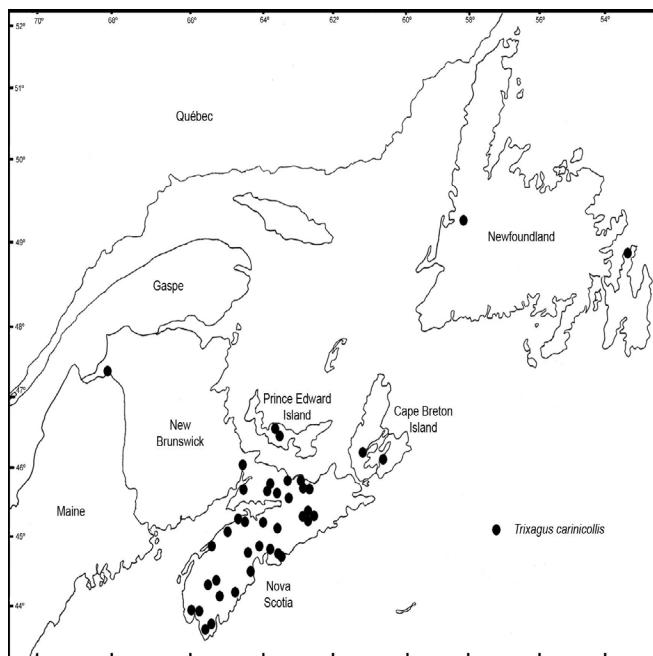 70° 68° 66° 64° 62° 60° 58° 56° 54°
52°
51°
Québec
50°
Newfoundland
49°
Gaspe
48°
47°
Prince Edward
Island
Cape Breton
Island
New
Brunswick
46°
Maine
Trixagus carinicollis
45°
Nova
Scotia
44°